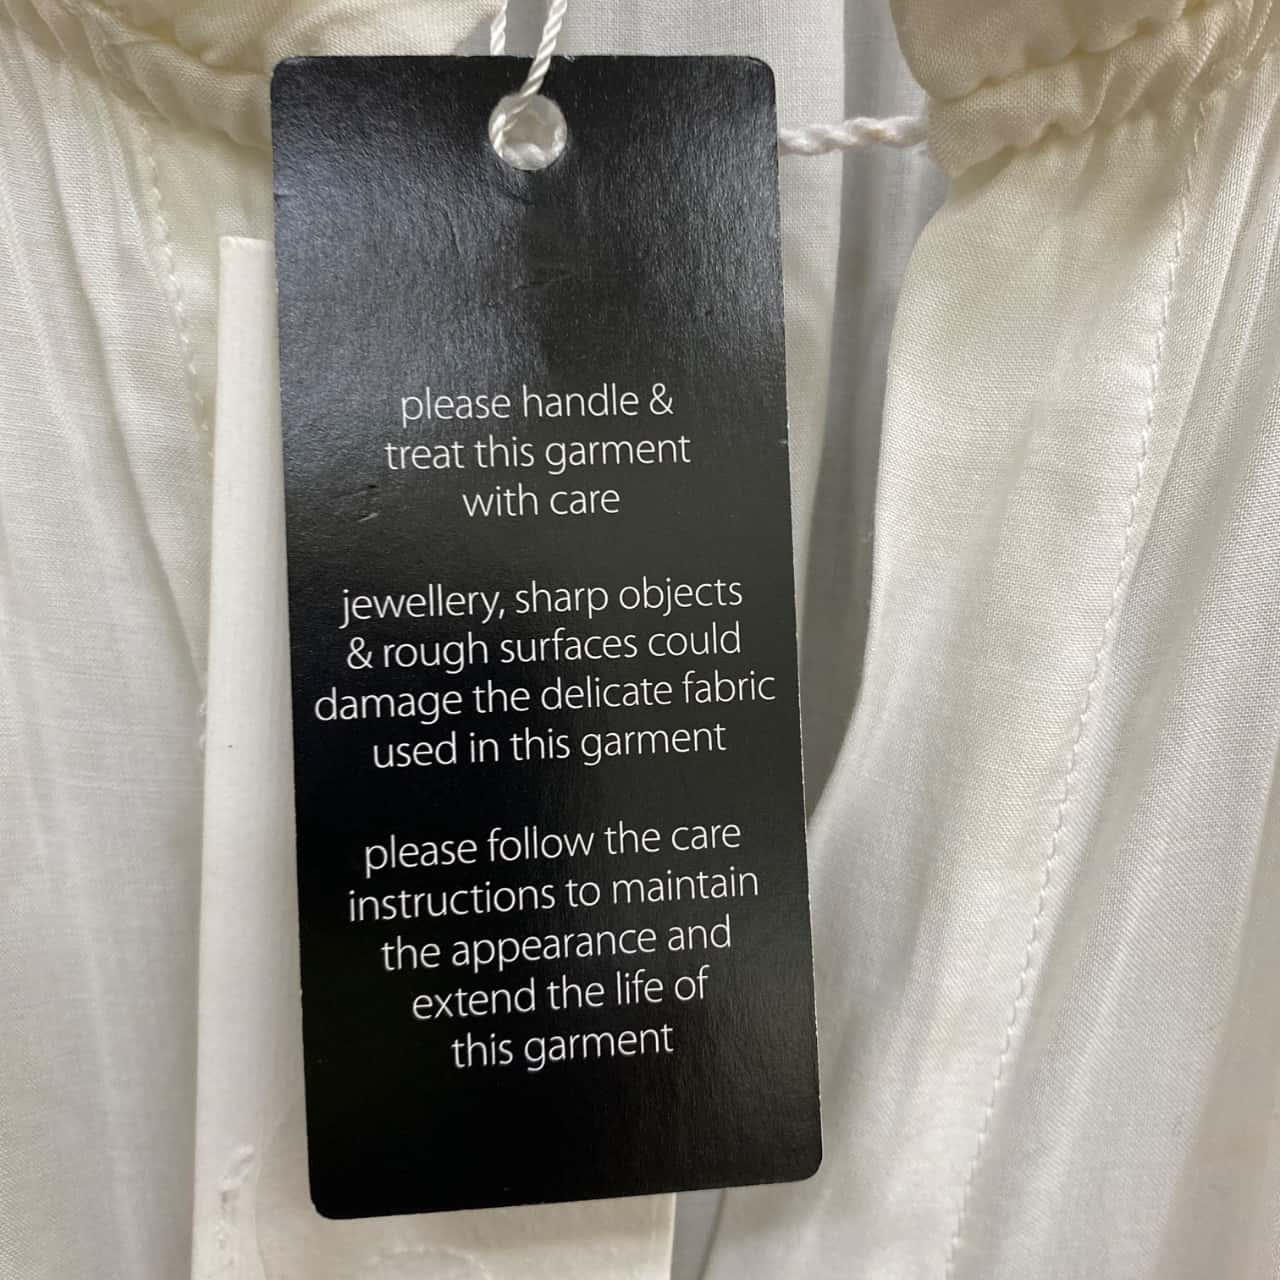 please handle &
treat this garment
with care
jewellery, sharp objects
& rough surfaces could
damage the delicate fabric
used in this garment
please follow the care
instructions to maintain
the appearance and
extend the life of
this garment